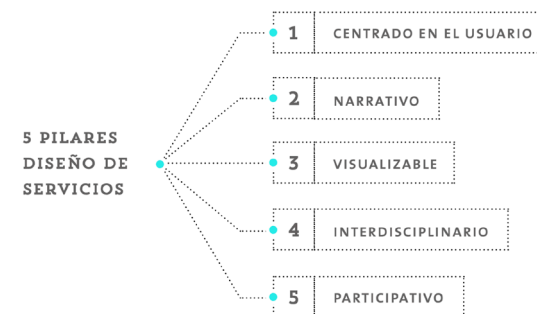 5 PILARES
DISEÑO DE
SERVICIOS
1 CENTRADO EN EL USUARIO
2 NARRATIVO
3 VISUALIZABLE
4 INTERDISCIPLINARIO
5 PARTICIPATIVO